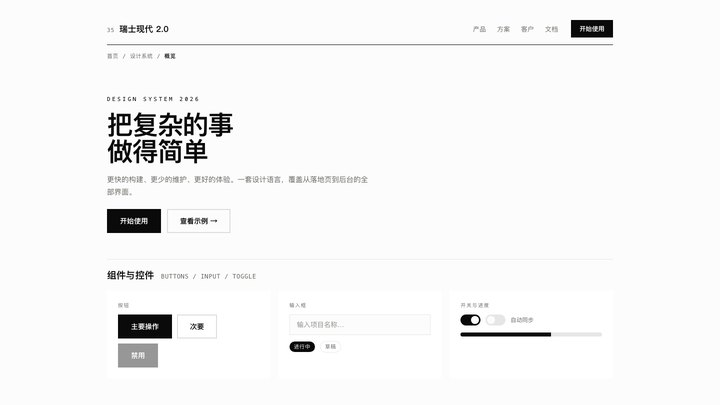 35 瑞士现代 2.0
产品 方案 客户 文档 开始使用
首页 / 设计系统 / 概览
DESIGN SYSTEM 2026
把复杂的事
做得简单
更快的构建、更少的维护、更好的体验。一套设计语言，覆盖从落地页到后台的全
部界面。
开始使用 查看示例 →
组件与控件 BUTTONS / INPUT / TOGGLE
按钮
主要操作 次要
禁用
输入框
输入项目名称...
进行中 草稿
开关与进度
自动同步